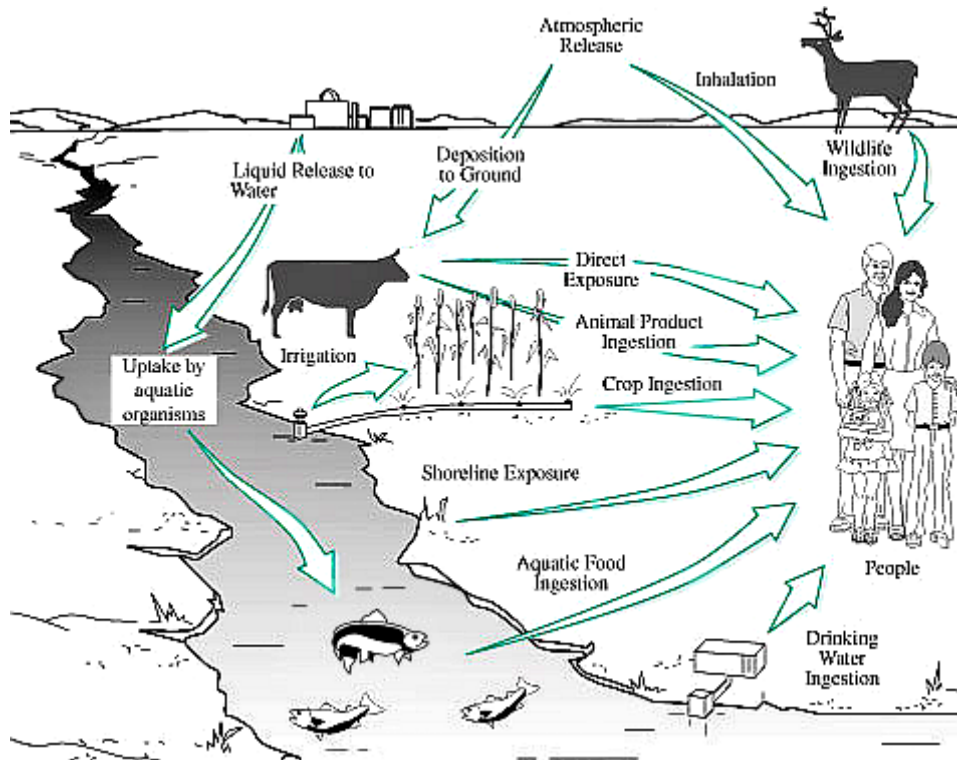 Atmospheric
Release
Inhalation
Wildlife
Ingestion
Liquid Release to
Water
Deposition
to Ground
Direct
Exposure
Animal Product
Ingestion
Irrigation
Crop Ingestion
Uptake by
aquatic
organisms
Shoreline Exposure
Aquatic Food
Ingestion
People
Drinking
Water
Ingestion